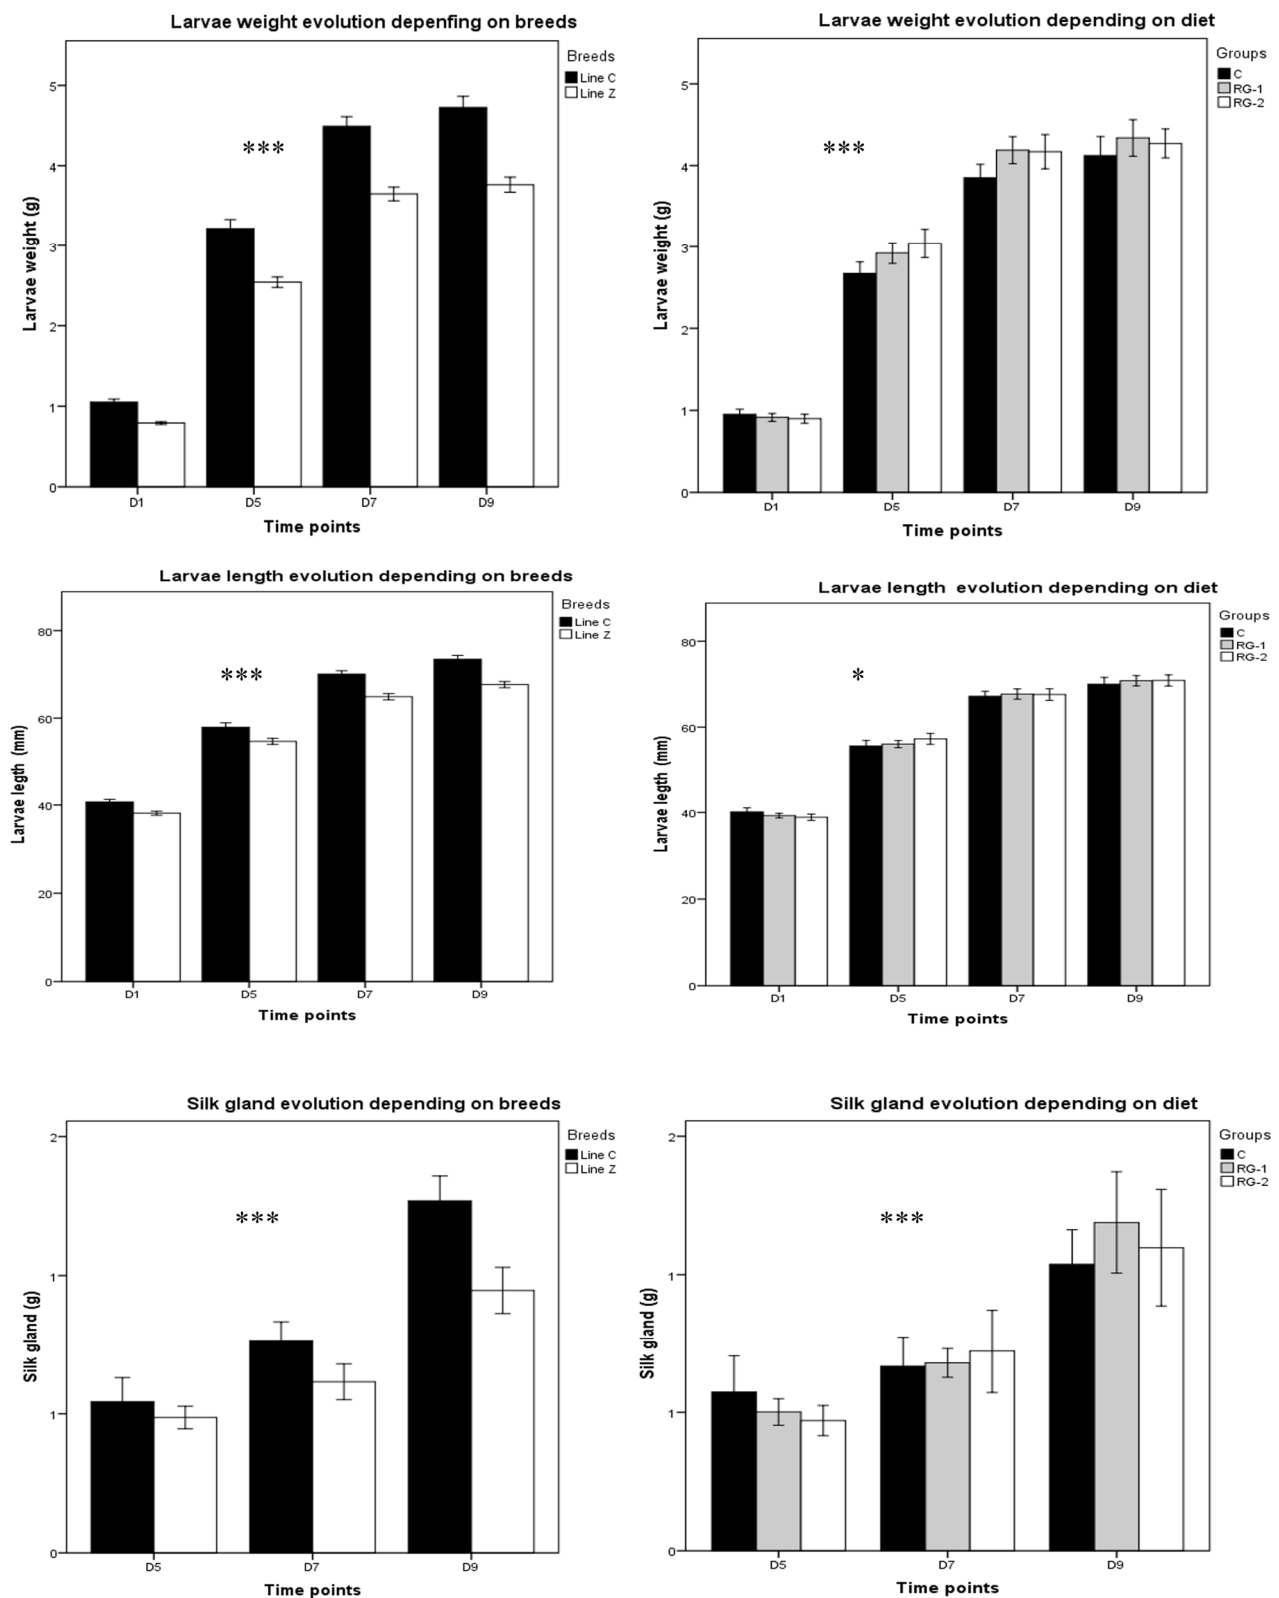 Larvae weight evolution depenfing on breeds
Breeds
Line C
Line Z
5
4
3
2
1
0
***
Larvae weight (g)
D1 D5 D7 D9
Time points
Larvae weight evolution depending on diet
Groups
C
RG-1
RG-2
5
4
3
2
1
0
***
Larvae weight (g)
D1 D5 D7 D9
Time points
Larvae length evolution depending on breeds
Breeds
Line C
Line Z
80
60
40
20
0
***
Larvae legth (mm)
D1 D5 D7 D9
Time points
Larvae length evolution depending on diet
Groups
C
RG-1
RG-2
80
60
40
20
0
*
Larvae legth (mm)
D1 D5 D7 D9
Time points
Silk gland evolution depending on breeds
Breeds
Line C
Line Z
2
1
1
0
***
Silk gland (g)
D5 D7 D9
Time points
Silk gland evolution depending on diet
Groups
C
RG-1
RG-2
2
1
1
0
***
Silk gland (g)
D5 D7 D9
Time points